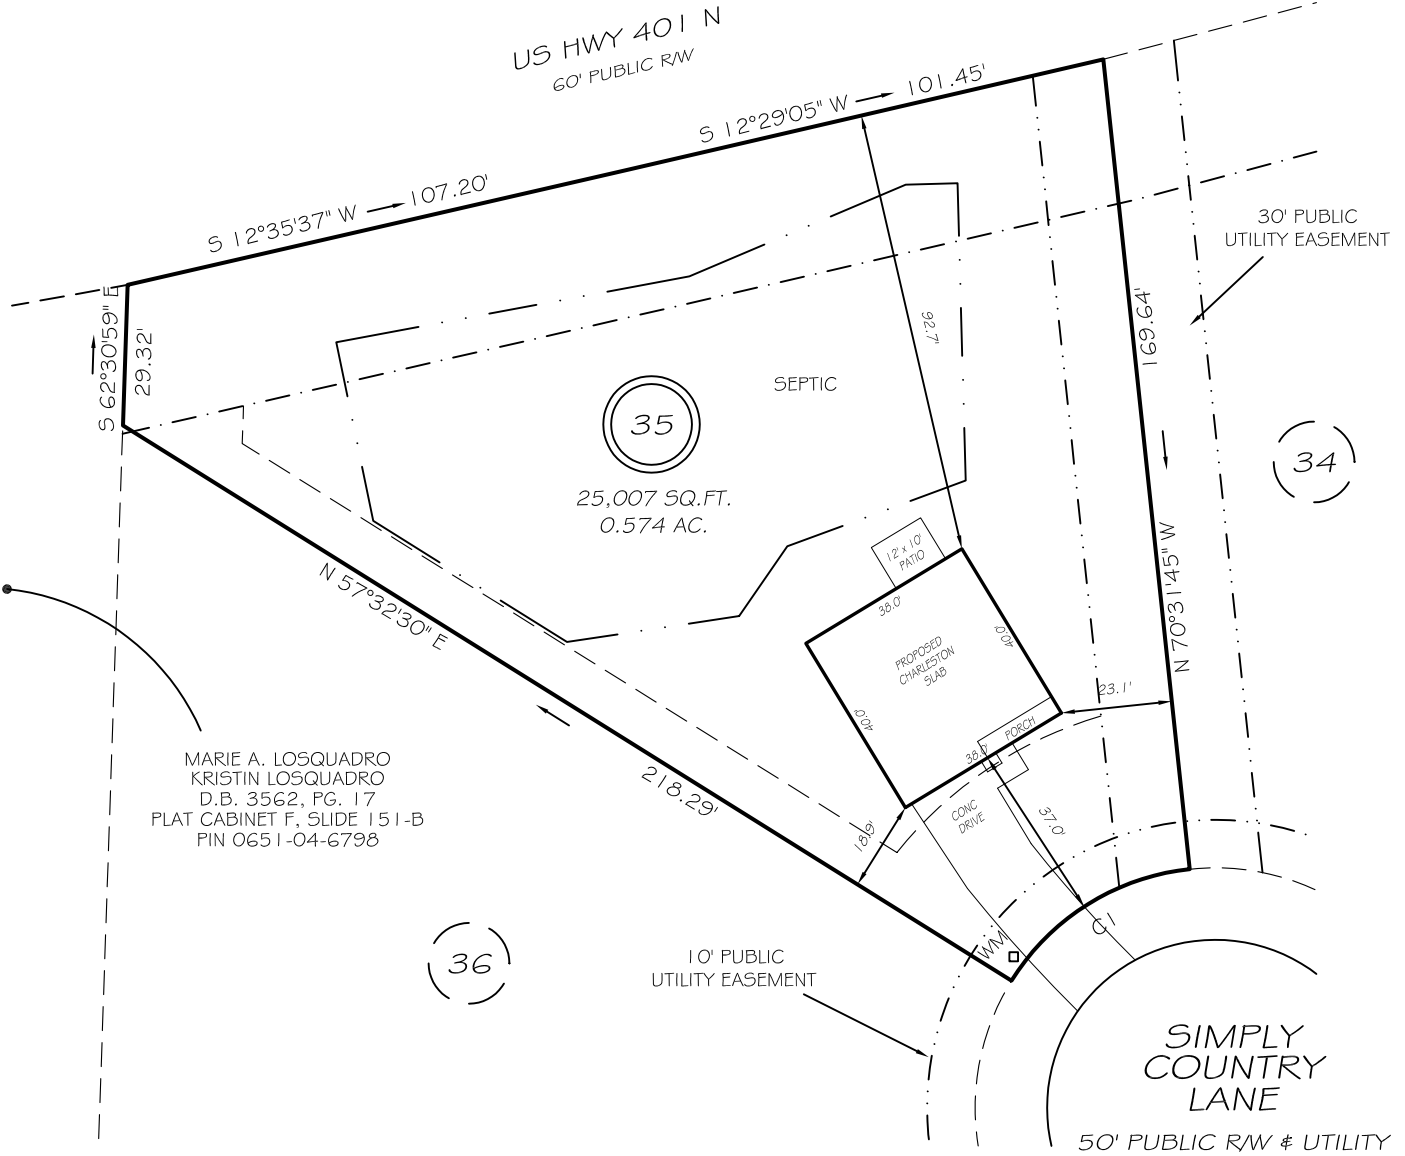 US HWY 401 N
60' PUBLIC R/W
S 12°29'05" W
101.45'
S 12°35'37" W
107.20'
S 62°30'59" E
29.32'
30' PUBLIC
UTILITY EASEMENT
169.64'
N 70°31'45" W
92.7'
SEPTIC
35
25,007 SQ.FT.
0.574 AC.
34
12' x 10'
PATIO
38.0'
40.0'
PROPOSED
CHARLESTON
SLAB
40.0'
23.1'
PORCH
38.0'
N 57°32'30" E
218.29'
CONC
DRIVE
37.0'
18.9'
MARIE A. LOSQUADRO
KRISTIN LOSQUADRO
D.B. 3562, PG. 17
PLAT CABINET F, SLIDE 151-B
PIN 0651-04-6798
C1
WM
36
10' PUBLIC
UTILITY EASEMENT
SIMPLY
COUNTRY
LANE
50' PUBLIC R/W & UTILITY